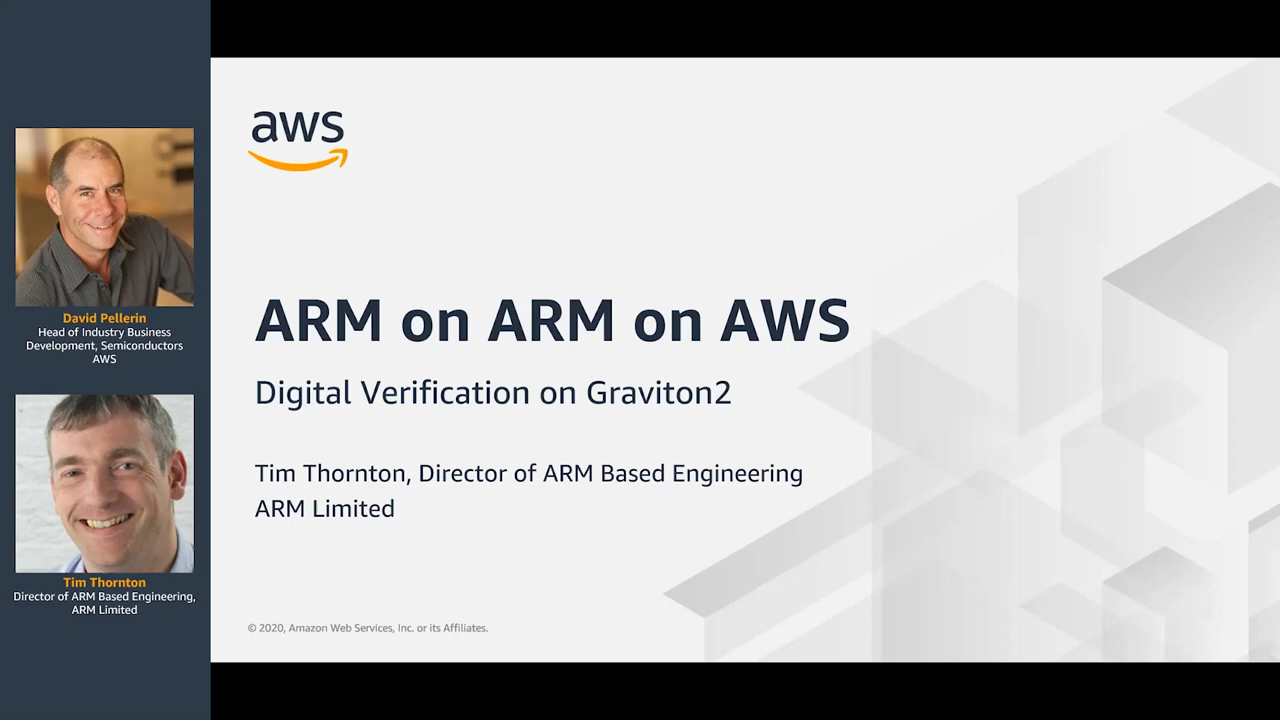 David Pellerin
Head of Industry Business
Development, Semiconductors
AWS
Tim Thornton
Director of ARM Based Engineering,
ARM Limited
aws
ARM on ARM on AWS
Digital Verification on Graviton2
Tim Thornton, Director of ARM Based Engineering
ARM Limited
© 2020, Amazon Web Services, Inc. or its Affiliates.